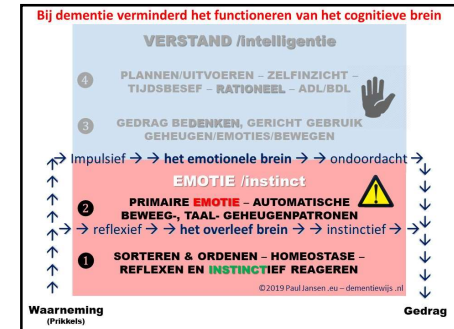 Bij dementie verminderd het functioneren van het cognitieve brein
VERSTAND /intelligentie
4 PLANNEN/UITVOEREN – ZELFINZICHT –
TIJDSBESEF – RATIONEEL – ADL/BDL
3 GEDRAG BEDENKEN, GERICHT GEBRUIK
GEHEUGEN/EMOTIES/BEWEGEN
→ Impulsief → → het emotionele brein → → ondoordacht →
EMOTIE /instinct
2 PRIMAIRE EMOTIE – AUTOMATISCHE
BEWEEG-, TAAL- GEHEUGENPATRONEN
→ → reflexief → → het overleef brein → → instinctief → →
1 SORTEREN & ORDENEN – HOMEOSTASE –
REFLEXEN EN INSTINCTIEF REAGEREN
©2019 Paul Jansen .eu – dementiewijs .nl
Waarneming
(Prikkels)
Gedrag